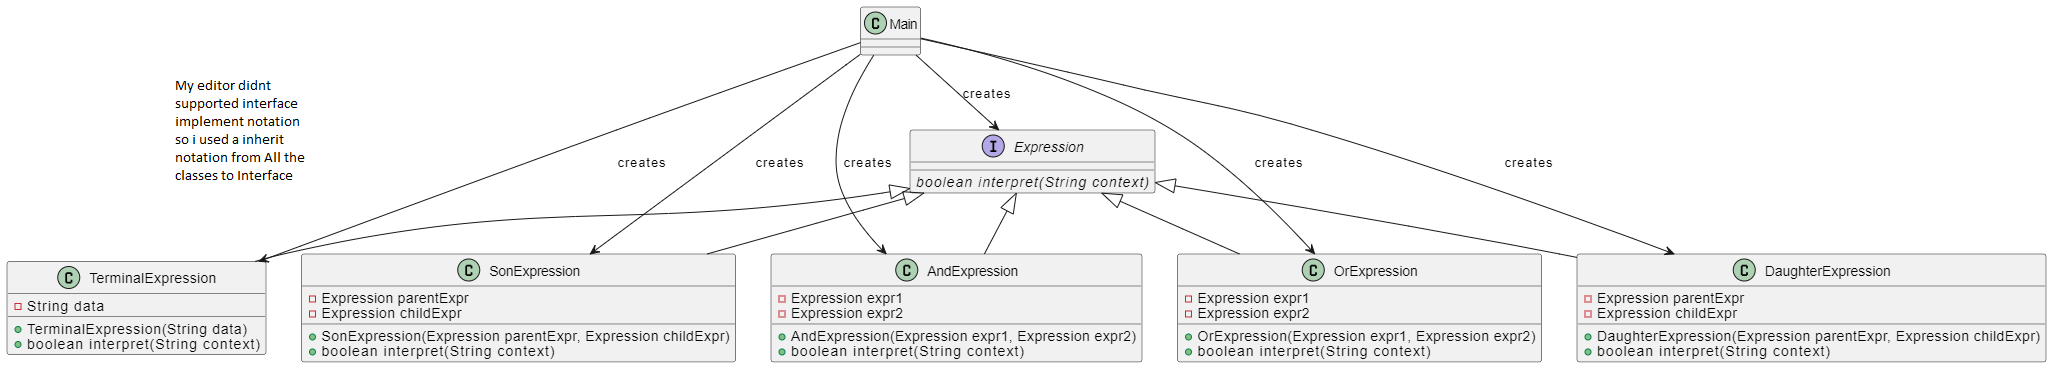 C Main
My editor didnt
supported interface
implement notation
so i used a inherit
notation from All the
classes to Interface
creates
creates
creates
creates
creates
creates
I Expression
boolean interpret(String context)
C TerminalExpression
String data
TerminalExpression(String data)
boolean interpret(String context)
C SonExpression
Expression parentExpr
Expression childExpr
SonExpression(Expression parentExpr, Expression childExpr)
boolean interpret(String context)
C AndExpression
Expression expr1
Expression expr2
AndExpression(Expression expr1, Expression expr2)
boolean interpret(String context)
C OrExpression
Expression expr1
Expression expr2
OrExpression(Expression expr1, Expression expr2)
boolean interpret(String context)
C DaughterExpression
Expression parentExpr
Expression childExpr
DaughterExpression(Expression parentExpr, Expression childExpr)
boolean interpret(String context)